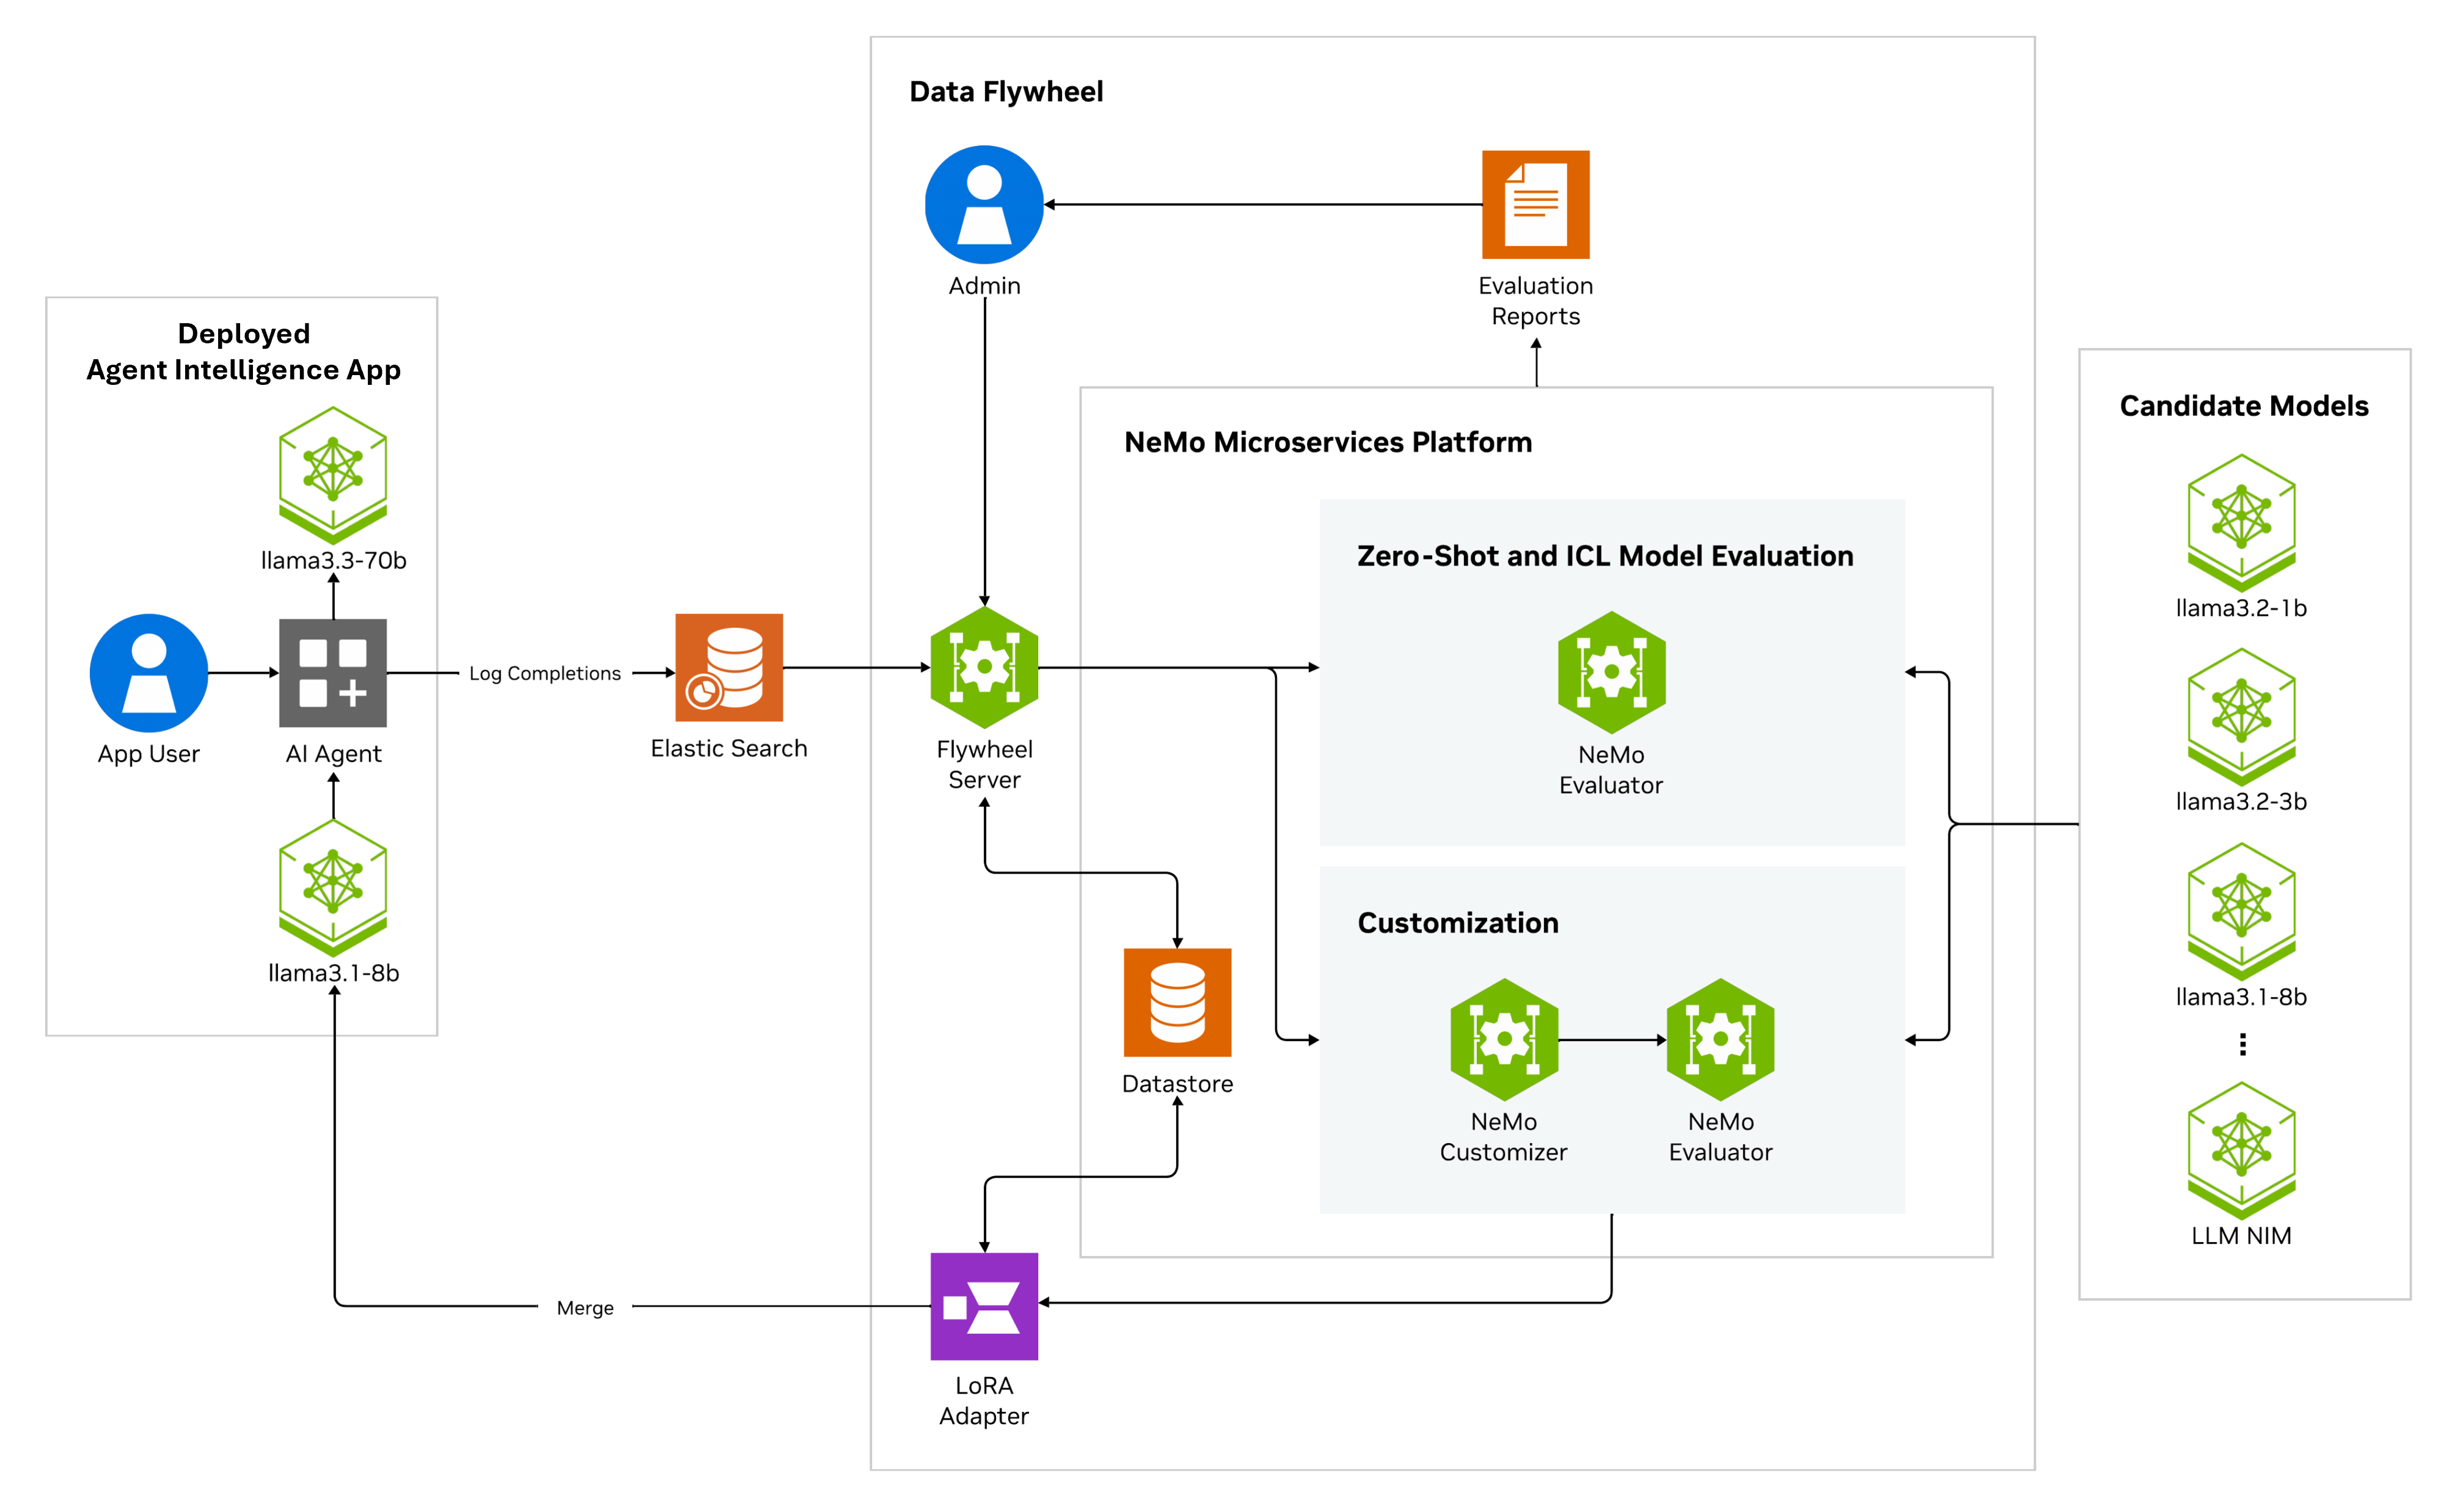 Data Flywheel
Admin
Evaluation
Reports
Deployed
Agent Intelligence App
llama3.3-70b
App User
AI Agent
llama3.1-8b
Log Completions
Elastic Search
Flywheel
Server
NeMo Microservices Platform
Zero-Shot and ICL Model Evaluation
NeMo
Evaluator
Customization
NeMo
Customizer
NeMo
Evaluator
Datastore
Merge
LoRA
Adapter
Candidate Models
llama3.2-1b
llama3.2-3b
llama3.1-8b
LLM NIM